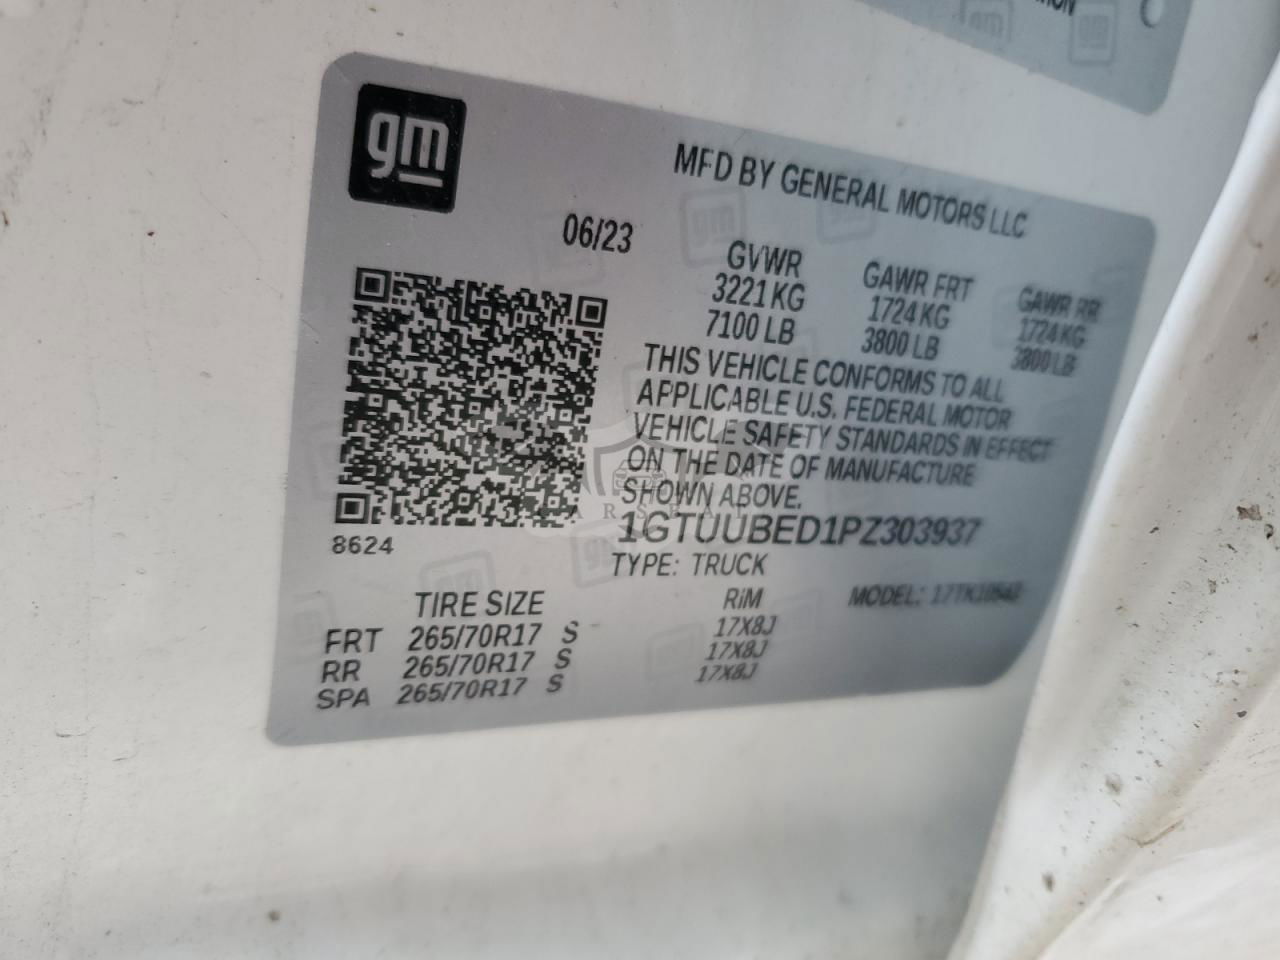 gm
MFD BY GENERAL MOTORS LLC
06/23
GVWR GAWR FRT GAWR RR
3221 KG 1724 KG 1724 KG
7100 LB 3800 LB 3800 LB
THIS VEHICLE CONFORMS TO ALL
APPLICABLE U.S. FEDERAL MOTOR
VEHICLE SAFETY STANDARDS IN EFFECT
ON THE DATE OF MANUFACTURE
SHOWN ABOVE.
1GTUUBED1PZ303937
8624
TYPE: TRUCK
TIRE SIZE RIM MODEL:
FRT 265/70R17 S 17X8J
RR 265/70R17 S 17X8J
SPA 265/70R17 S 17X8J